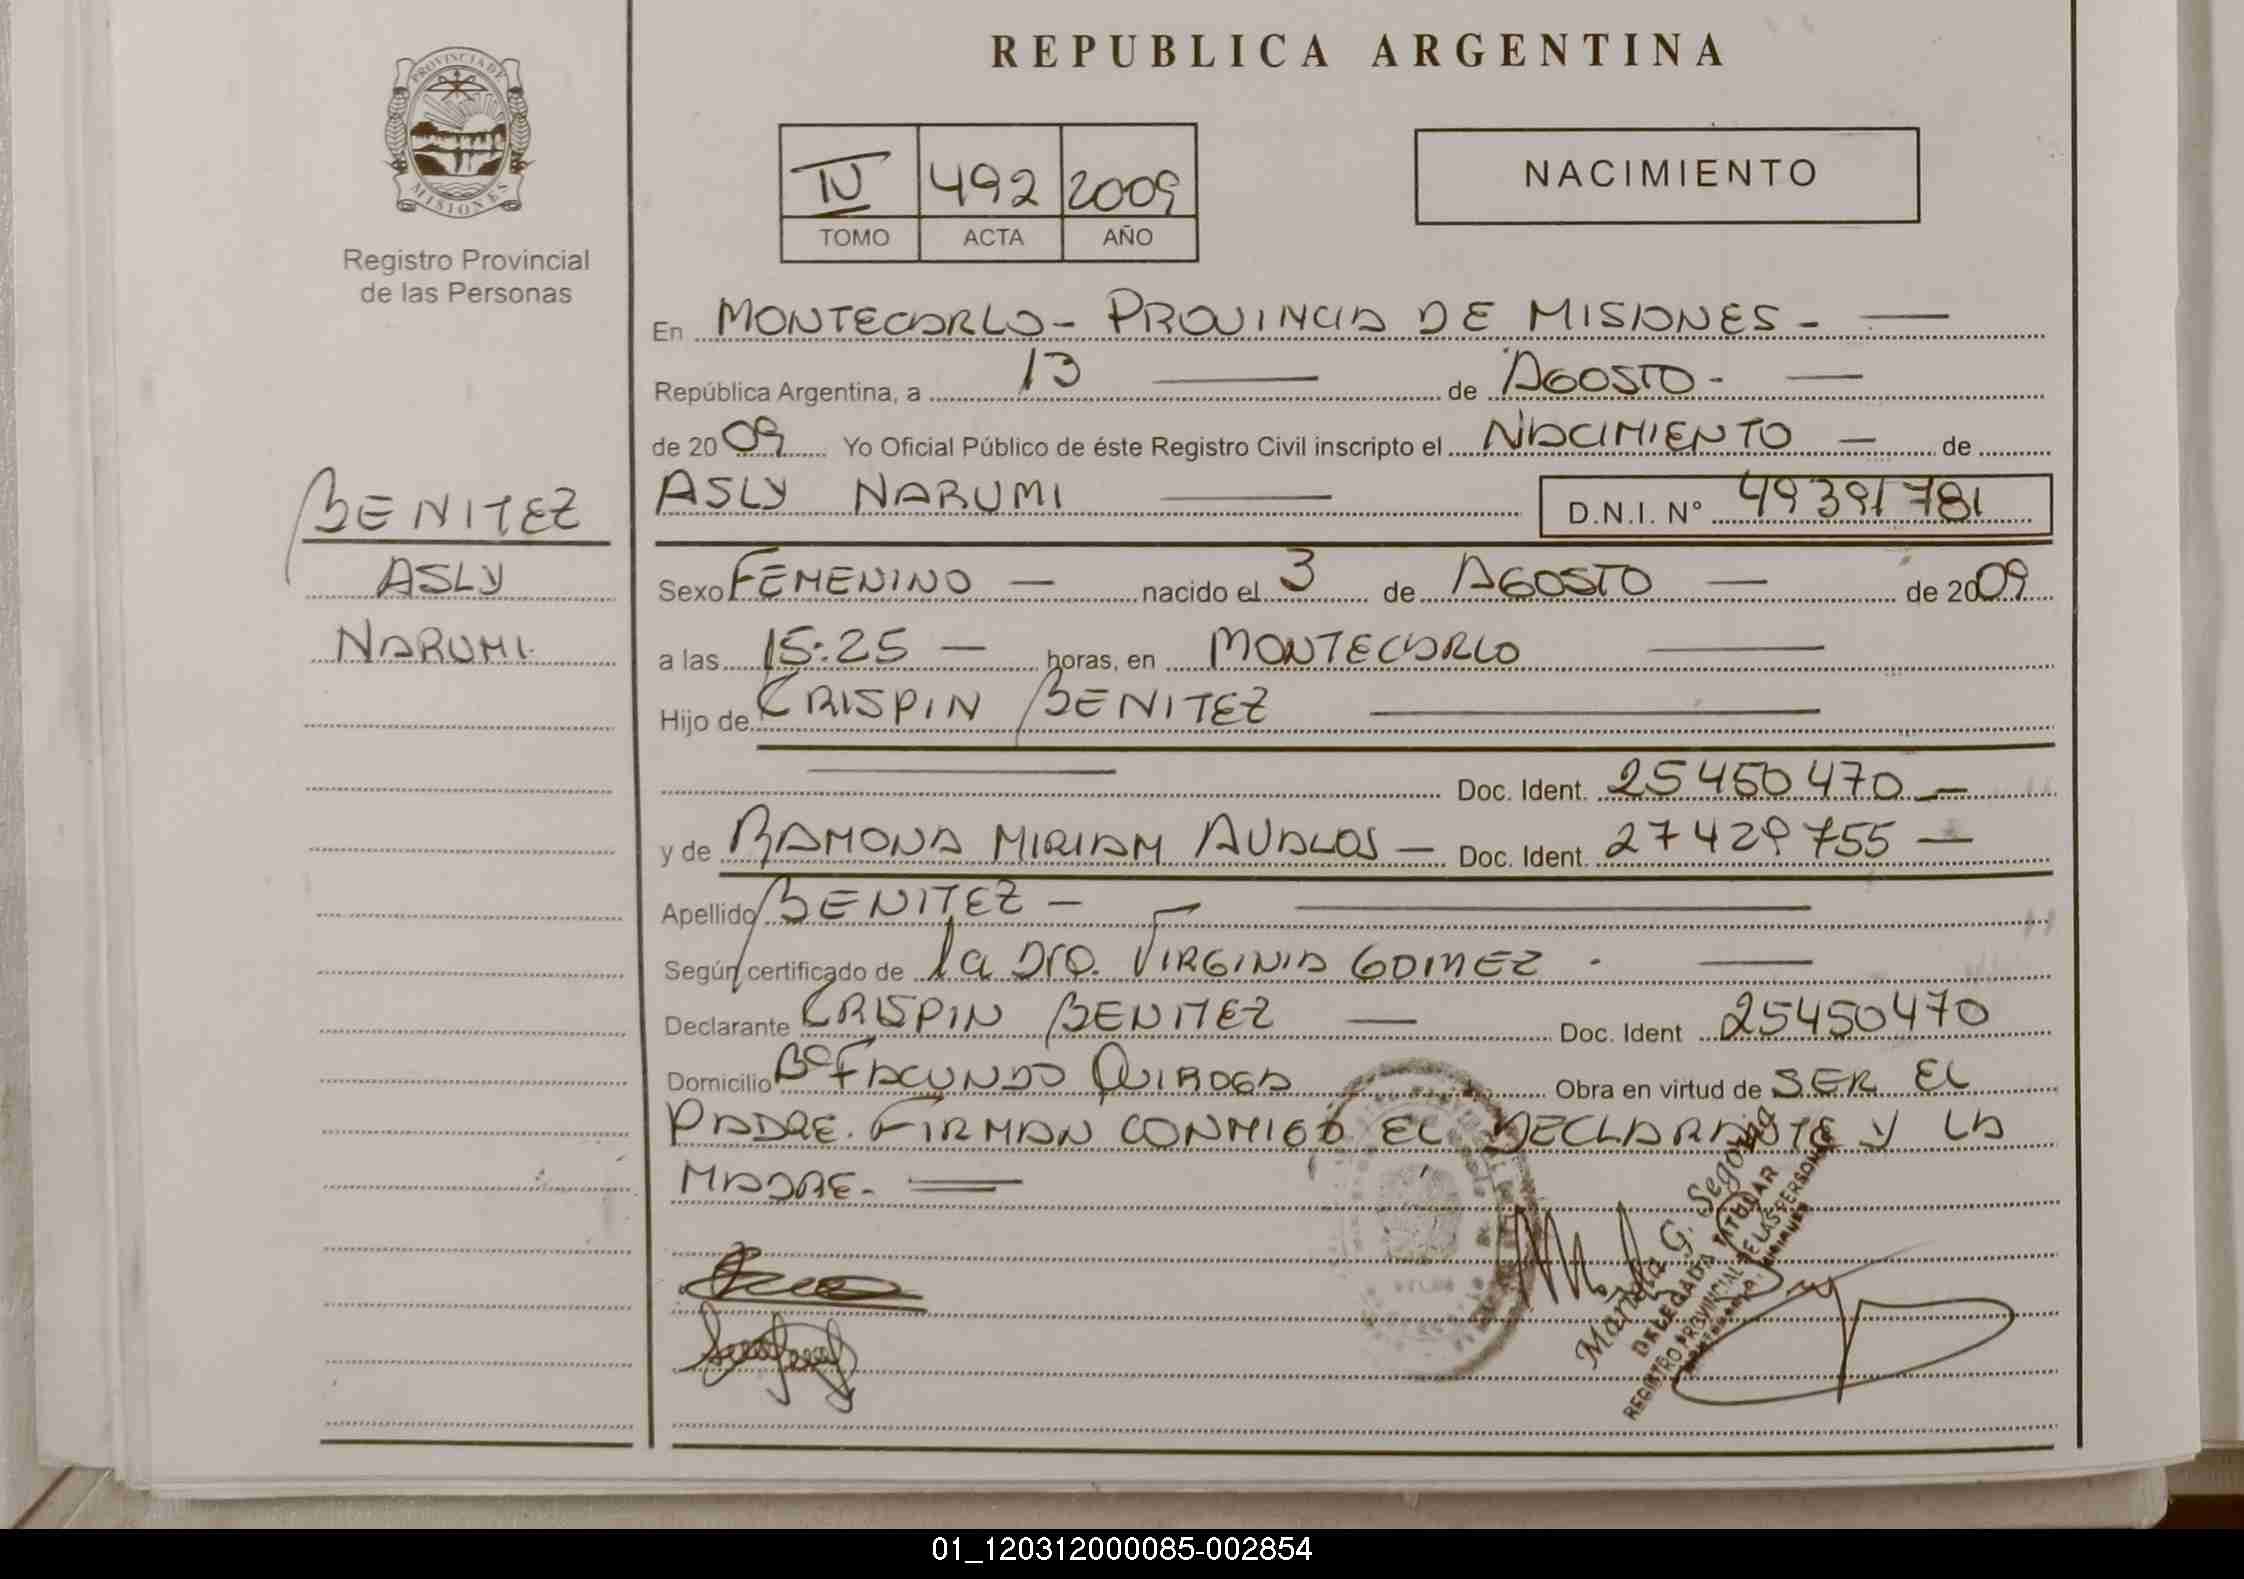 REPUBLICA ARGENTINA
PROVINCIA DE
MISIONES
Registro Provincial
de las Personas
IV 492 2009
TOMO ACTA AÑO
NACIMIENTO
En MONTECARLO - PROVINCIA DE MISIONES -
República Argentina, a 13 de AGOSTO -
de 2009 Yo Oficial Público de éste Registro Civil inscripto el NACIMIENTO de
ASLY NARUMI D.N.I. N° 49391781
BENITEZ
ASLY
NARUMI
Sexo FEMENINO nacido el 3 de AGOSTO de 2009
a las 15:25 horas, en MONTECARLO
Hijo de CRISPIN BENITEZ
Doc. Ident. 25450470
y de RAMONA MIRIAM AVALOS Doc. Ident. 27429755
Apellido BENITEZ
Según certificado de la Dra. VIRGINIA GOMEZ
Declarante CRISPIN BENITEZ Doc. Ident 25450470
Domicilio Bº FACUNDO QUIROGA Obra en virtud de SER EL
PADRE. FIRMAN CONMIGO EL DECLARANTE Y LA
MADRE.
Mariela G. Segovia
DELEGADA TITULAR
REGISTRO PROVINCIAL DE LAS PERSONAS
01_120312000085-002854